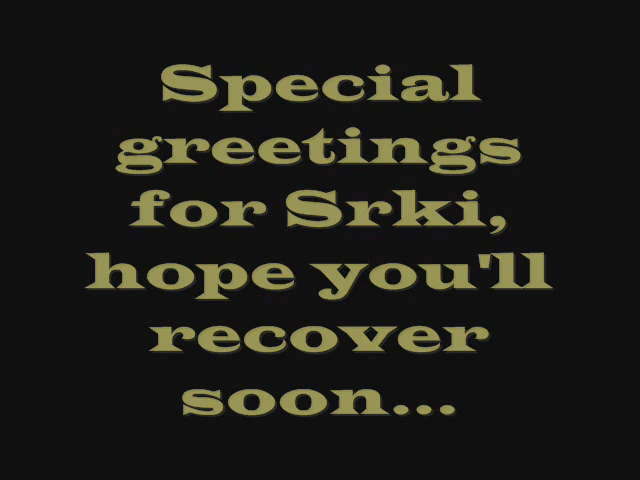 Special
greetings
for Srki,
hope you'll
recover
soon...